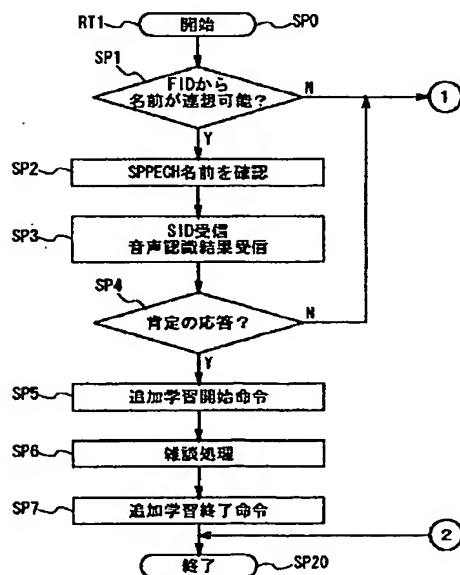 RT1 開始 SP0
SP1
FIDから
名前が連想可能?
N
1
Y
SP2 SPPECH名前を確認
SP3 SID受信
音声認識結果受信
SP4
肯定の応答?
N
Y
SP5 追加学習開始命令
SP6 雑談処理
SP7 追加学習終了命令
2
終了 SP20